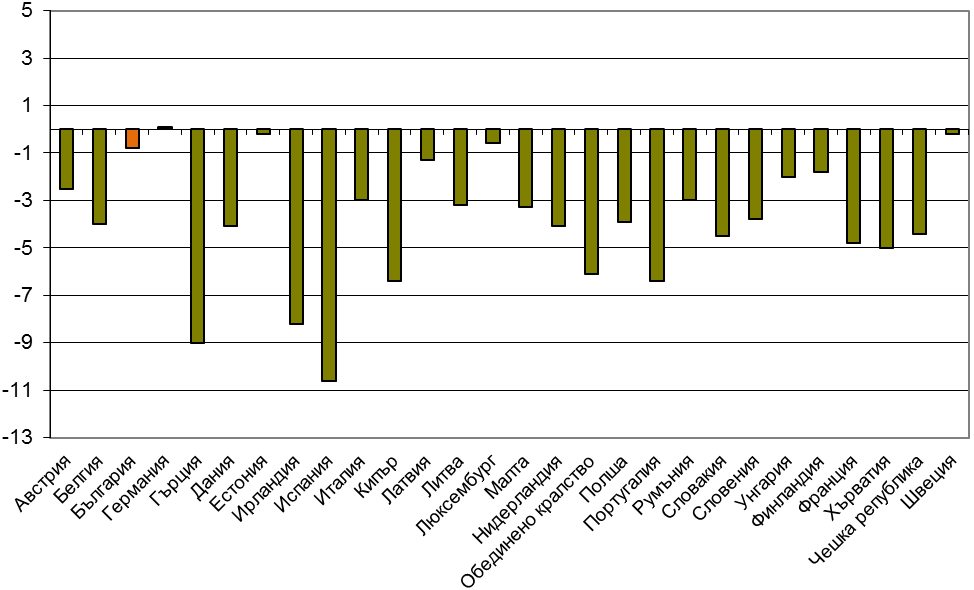 5
3
1
-1
-3
-5
-7
-9
-11
-13
Австрия
Белгия
България
Германия
Гърция
Дания
Естония
Ирландия
Испания
Италия
Кипър
Латвия
Литва
Люксембург
Малта
Нидерландия
Обединено кралство
Полша
Португалия
Румъния
Словакия
Словения
Унгария
Финландия
Франция
Хърватия
Чешка република
Швеция